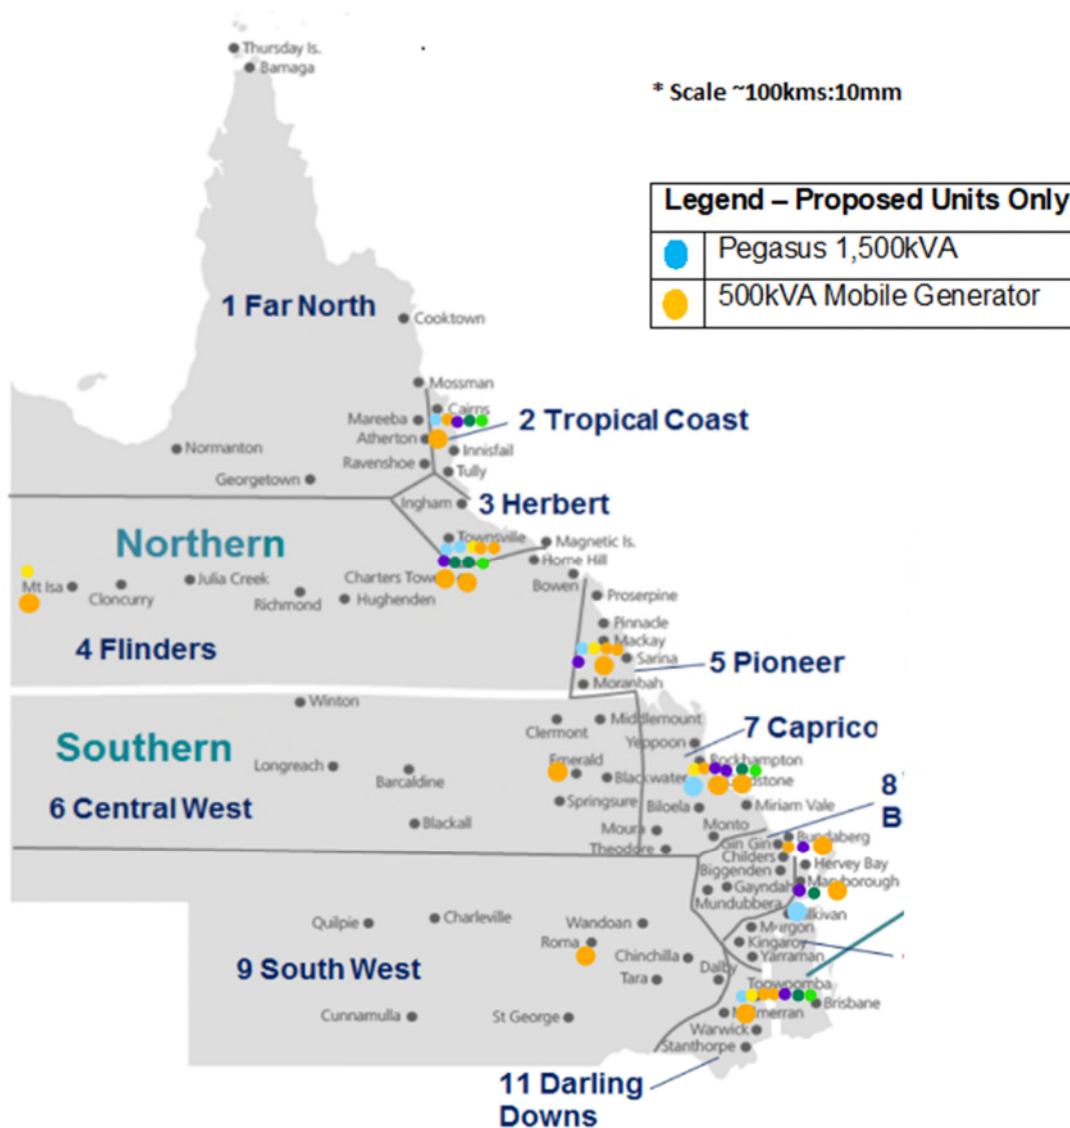 Thursday Is.
Bamaga
* Scale ~100kms:10mm
Legend – Proposed Units Only
Pegasus 1,500kVA
500kVA Mobile Generator
1 Far North
Cooktown
Mossman
Cairns
Mareeba
2 Tropical Coast
Atherton
Innisfail
Normanton
Ravenshoe
Tully
Georgetown
Ingham
3 Herbert
Northern
Townsville
Magnetic Is.
Home Hill
Mt Isa
Cloncurry
Julia Creek
Richmond
Hughenden
Charters Towe
Bowen
Proserpine
Pinnacle
Mackay
4 Flinders
Sarina
5 Pioneer
Moranbah
Winton
Clermont
Middlemount
7 Caprico
Southern
Yeppoon
Rockhampton
Longreach
Barcaldine
Emerald
Blackwater
dstone
8
6 Central West
Springsure
Biloela
Miriam Vale
B
Blackall
Moura
Monto
Bundaberg
Theodore
Gin Gin
Childers
Hervey Bay
Biggenden
Maryborough
Gayndah
Mundubbera
lkivan
Quilpie
Charleville
Wandoan
Murgon
Roma
Kingaroy
Chinchilla
Yarraman
9 South West
Dalby
Tara
Toowoomba
Brisbane
Cunnamulla
St George
M
merran
Warwick
Stanthorpe
11 Darling
Downs